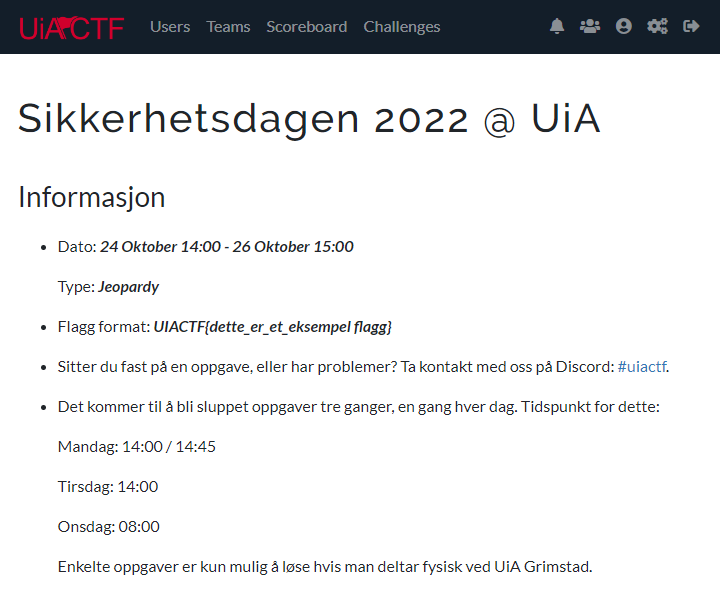 UiACTF Users Teams Scoreboard Challenges
Sikkerhetsdagen 2022 @ UiA
Informasjon
Dato: 24 Oktober 14:00 - 26 Oktober 15:00
Type: Jeopardy
Flagg format: UIACTF{dette_er_et_eksempel flagg}
Sitter du fast på en oppgave, eller har problemer? Ta kontakt med oss på Discord: #uiactf.
Det kommer til å bli sluppet oppgaver tre ganger, en gang hver dag. Tidspunkt for dette:
Mandag: 14:00 / 14:45
Tirsdag: 14:00
Onsdag: 08:00
Enkelte oppgaver er kun mulig å løse hvis man deltar fysisk ved UiA Grimstad.